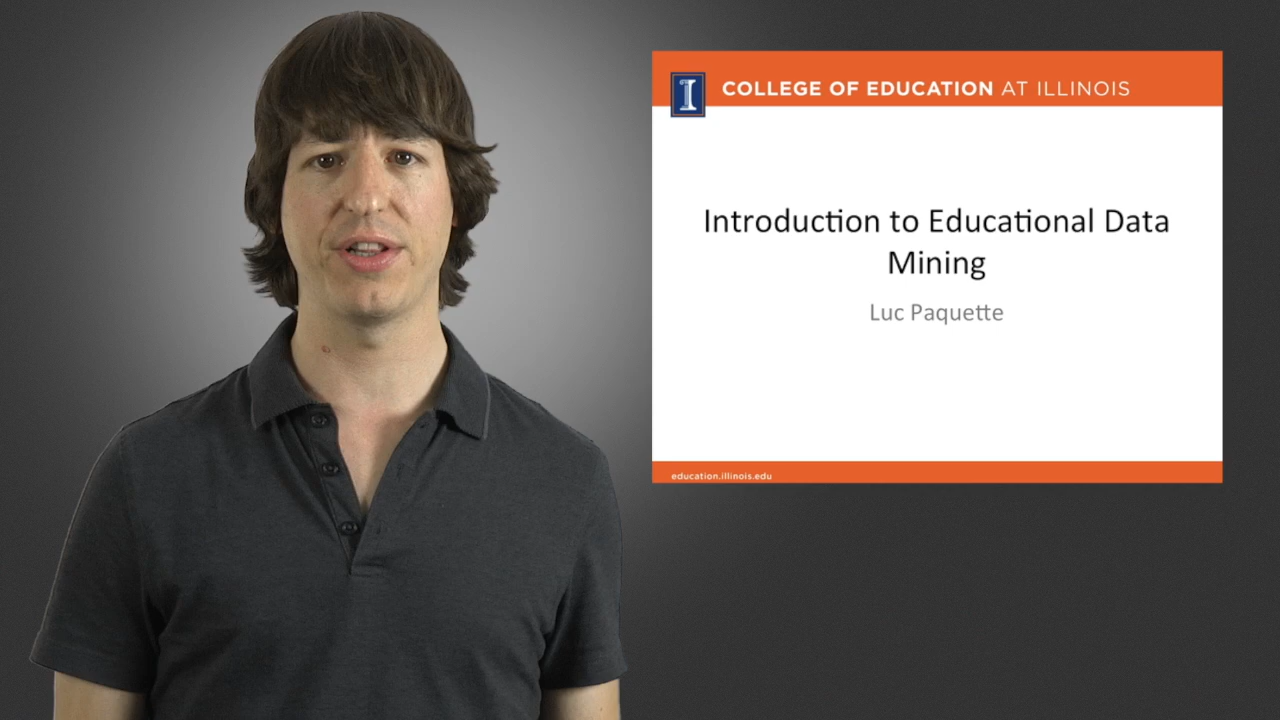 I
COLLEGE OF EDUCATION AT ILLINOIS
Introduction to Educational Data
Mining
Luc Paquette
education.illinois.edu